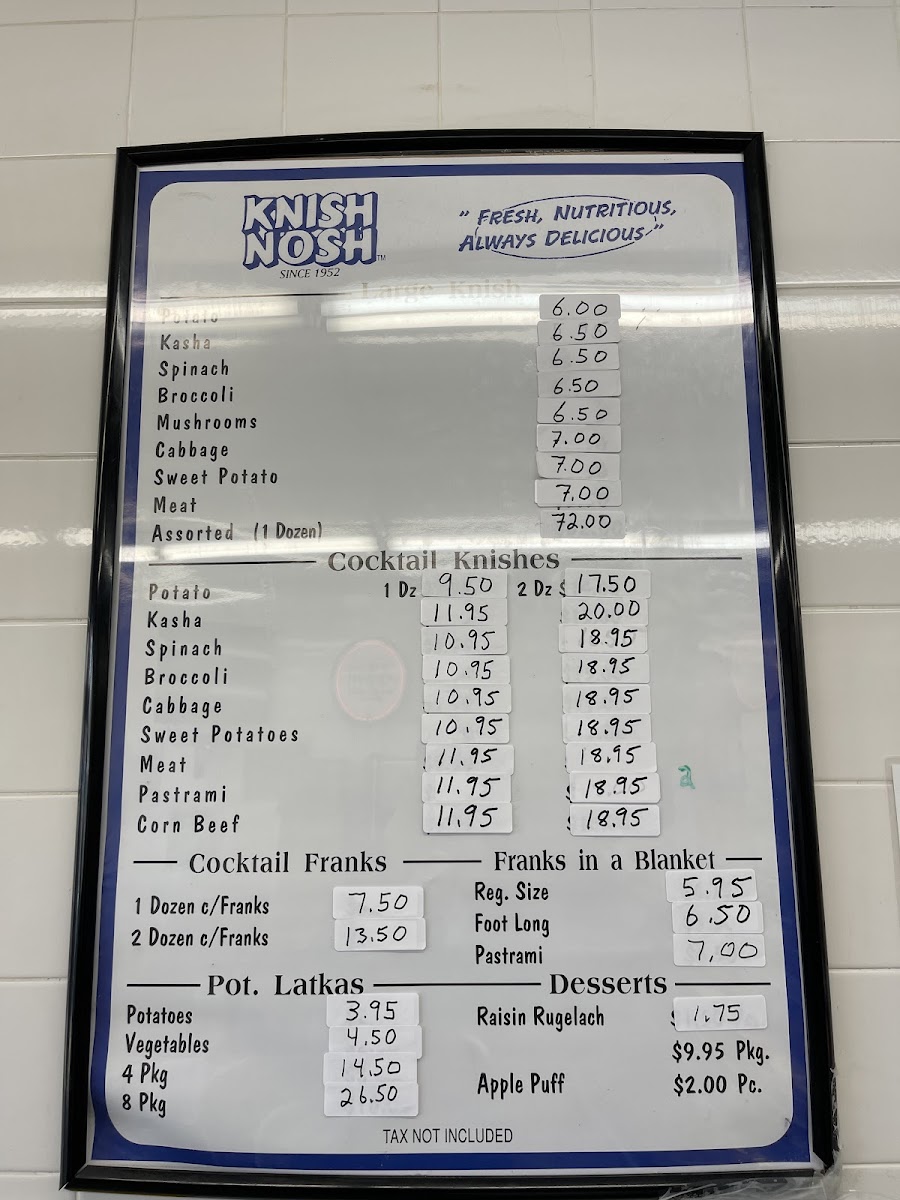 KNISH
NOSH
TM
SINCE 1952
" FRESH, NUTRITIOUS,
ALWAYS DELICIOUS."
Large Knish
Potato 6.00
Kasha 6.50
Spinach 6.50
Broccoli 6.50
Mushrooms 6.50
Cabbage 7.00
Sweet Potato 7.00
Meat 7.00
Assorted (1 Dozen) 72.00
Cocktail Knishes
Potato 1 Dz 9.50 2 Dz $ 17.50
Kasha 11.95 20.00
Spinach 10.95 18.95
Broccoli 10.95 18.95
Cabbage 10.95 18.95
Sweet Potatoes 10.95 18.95
Meat 11.95 18.95
Pastrami 11.95 $ 18.95
Corn Beef 11.95 $ 18.95
2
Cocktail Franks
1 Dozen c/Franks 7.50
2 Dozen c/Franks 13.50
Franks in a Blanket
Reg. Size 5.95
Foot Long 6.50
Pastrami 7.00
Pot. Latkas
Potatoes 3.95
Vegetables 4.50
4 Pkg 14.50
8 Pkg 26.50
Desserts
Raisin Rugelach $ 1.75
$9.95 Pkg.
Apple Puff $2.00 Pc.
TAX NOT INCLUDED